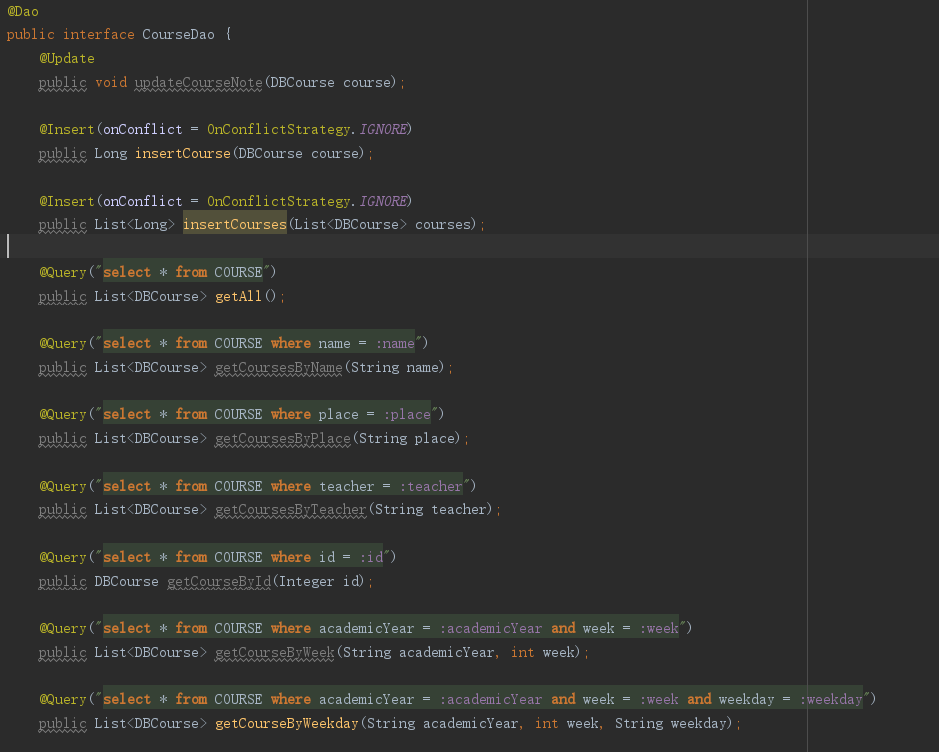 @Dao
public interface CourseDao {
    @Update
    public void updateCourseNote(DBCourse course);

    @Insert(onConflict = OnConflictStrategy.IGNORE)
    public Long insertCourse(DBCourse course);

    @Insert(onConflict = OnConflictStrategy.IGNORE)
    public List<Long> insertCourses(List<DBCourse> courses);

    @Query("select * from COURSE")
    public List<DBCourse> getAll();

    @Query("select * from COURSE where name = :name")
    public List<DBCourse> getCoursesByName(String name);

    @Query("select * from COURSE where place = :place")
    public List<DBCourse> getCoursesByPlace(String place);

    @Query("select * from COURSE where teacher = :teacher")
    public List<DBCourse> getCoursesByTeacher(String teacher);

    @Query("select * from COURSE where id = :id")
    public DBCourse getCourseById(Integer id);

    @Query("select * from COURSE where academicYear = :academicYear and week = :week")
    public List<DBCourse> getCourseByWeek(String academicYear, int week);

    @Query("select * from COURSE where academicYear = :academicYear and week = :week and weekday = :weekday")
    public List<DBCourse> getCourseByWeekday(String academicYear, int week, String weekday);